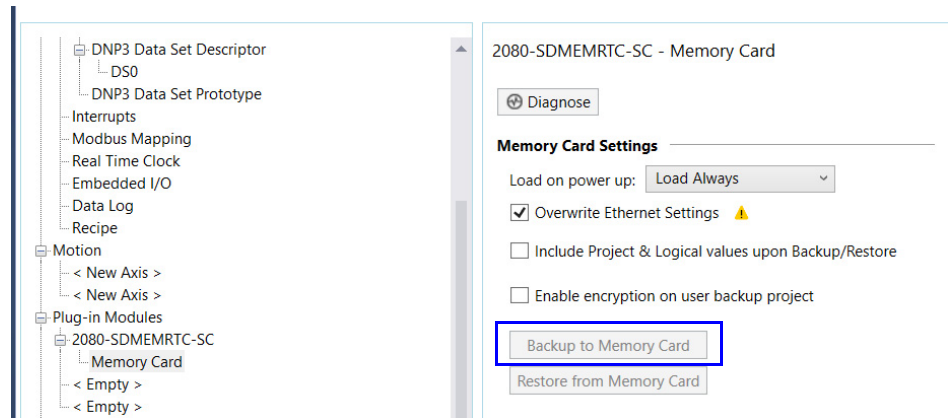 DNP3 Data Set Descriptor
DS0
DNP3 Data Set Prototype
Interrupts
Modbus Mapping
Real Time Clock
Embedded I/O
Data Log
Recipe
Motion
< New Axis >
< New Axis >
Plug-in Modules
2080-SDMEMRTC-SC
Memory Card
< Empty >
< Empty >
2080-SDMEMRTC-SC - Memory Card
Diagnose
Memory Card Settings
Load on power up: Load Always
Overwrite Ethernet Settings
Include Project & Logical values upon Backup/Restore
Enable encryption on user backup project
Backup to Memory Card
Restore from Memory Card